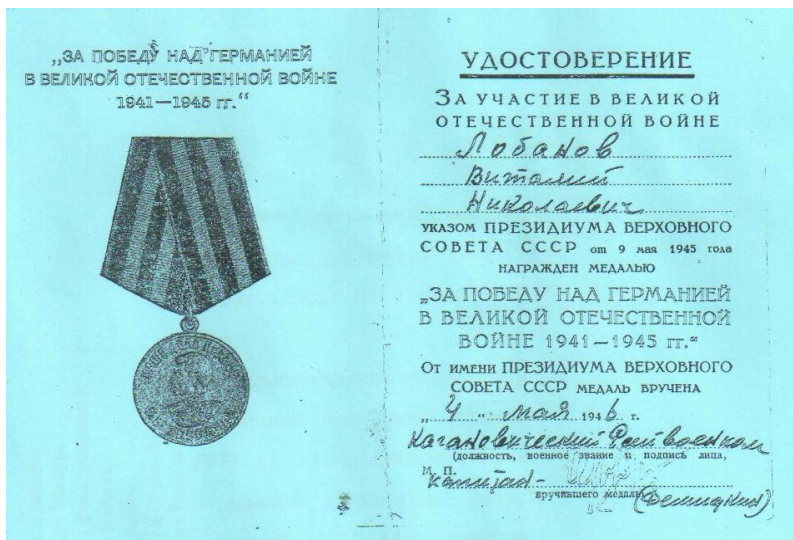 „ЗА ПОБЕДУ НАД ГЕРМАНИЕЙ
В ВЕЛИКОЙ ОТЕЧЕСТВЕННОЙ ВОЙНЕ
1941—1945 гг.“
УДОСТОВЕРЕНИЕ
ЗА УЧАСТИЕ В ВЕЛИКОЙ
ОТЕЧЕСТВЕННОЙ ВОЙНЕ
Лобанов
Виталий
Николаевич
УКАЗОМ ПРЕЗИДИУМА ВЕРХОВНОГО
СОВЕТА СССР от 9 мая 1945 года
НАГРАЖДЕН МЕДАЛЬЮ
„ЗА ПОБЕДУ НАД ГЕРМАНИЕЙ
В ВЕЛИКОЙ ОТЕЧЕСТВЕННОЙ
ВОЙНЕ 1941—1945 гг.“
ОТ ИМЕНИ ПРЕЗИДИУМА ВЕРХОВНОГО
СОВЕТА СССР МЕДАЛЬ ВРУЧЕНА
„4“ мая 1946 г.
Кагановический Райвоенком
(должность, военное звание и подпись лица,
М. П. капитан-
вручившего медаль)